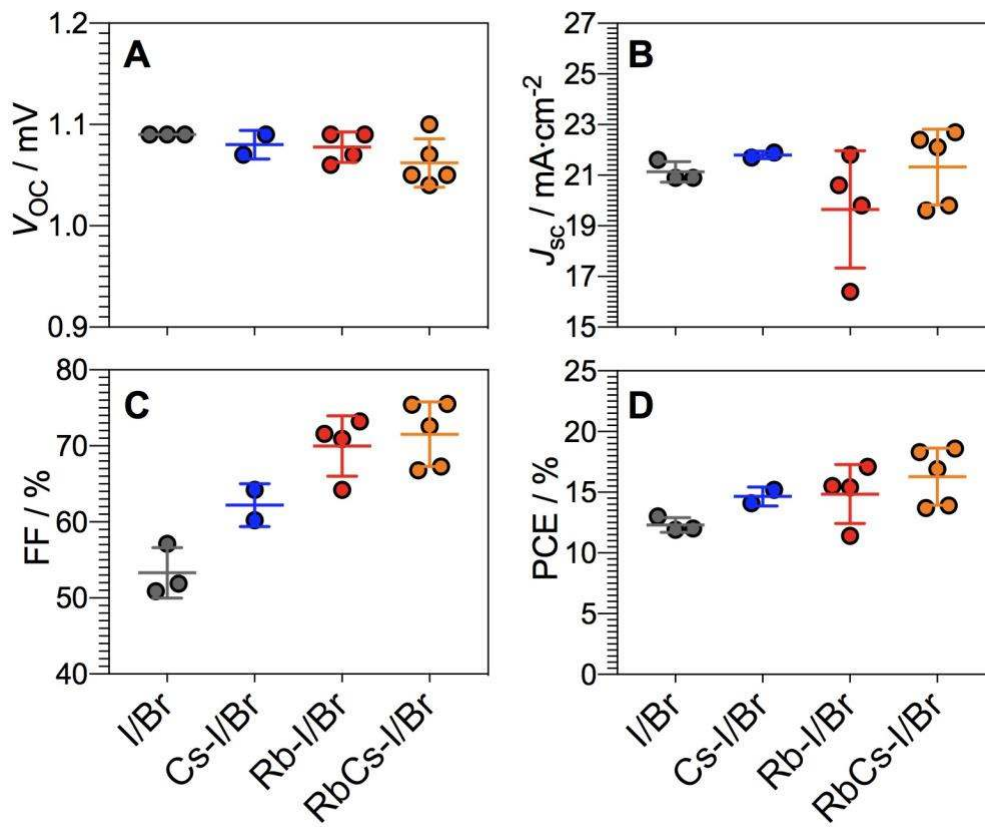 A
V_OC / mV
1.2
1.1
1.0
0.9
B
J_sc / mA·cm⁻²
27
25
23
21
19
17
15
C
FF / %
80
70
60
50
40
I/Br
Cs-I/Br
Rb-I/Br
RbCs-I/Br
D
PCE / %
25
20
15
10
5
0
I/Br
Cs-I/Br
Rb-I/Br
RbCs-I/Br